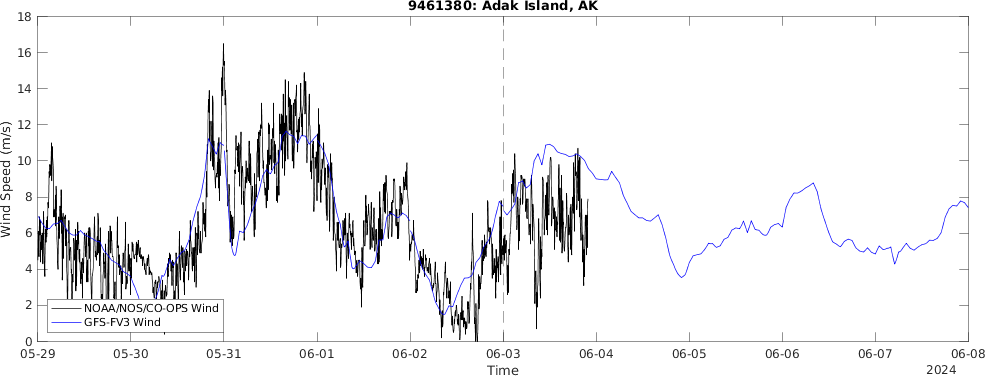 9461380: Adak Island, AK
Wind Speed (m/s)
18
16
14
12
10
8
6
4
2
0
NOAA/NOS/CO-OPS Wind
GFS-FV3 Wind
05-29 05-30 05-31 06-01 06-02 06-03 06-04 06-05 06-06 06-07 06-08
Time
2024